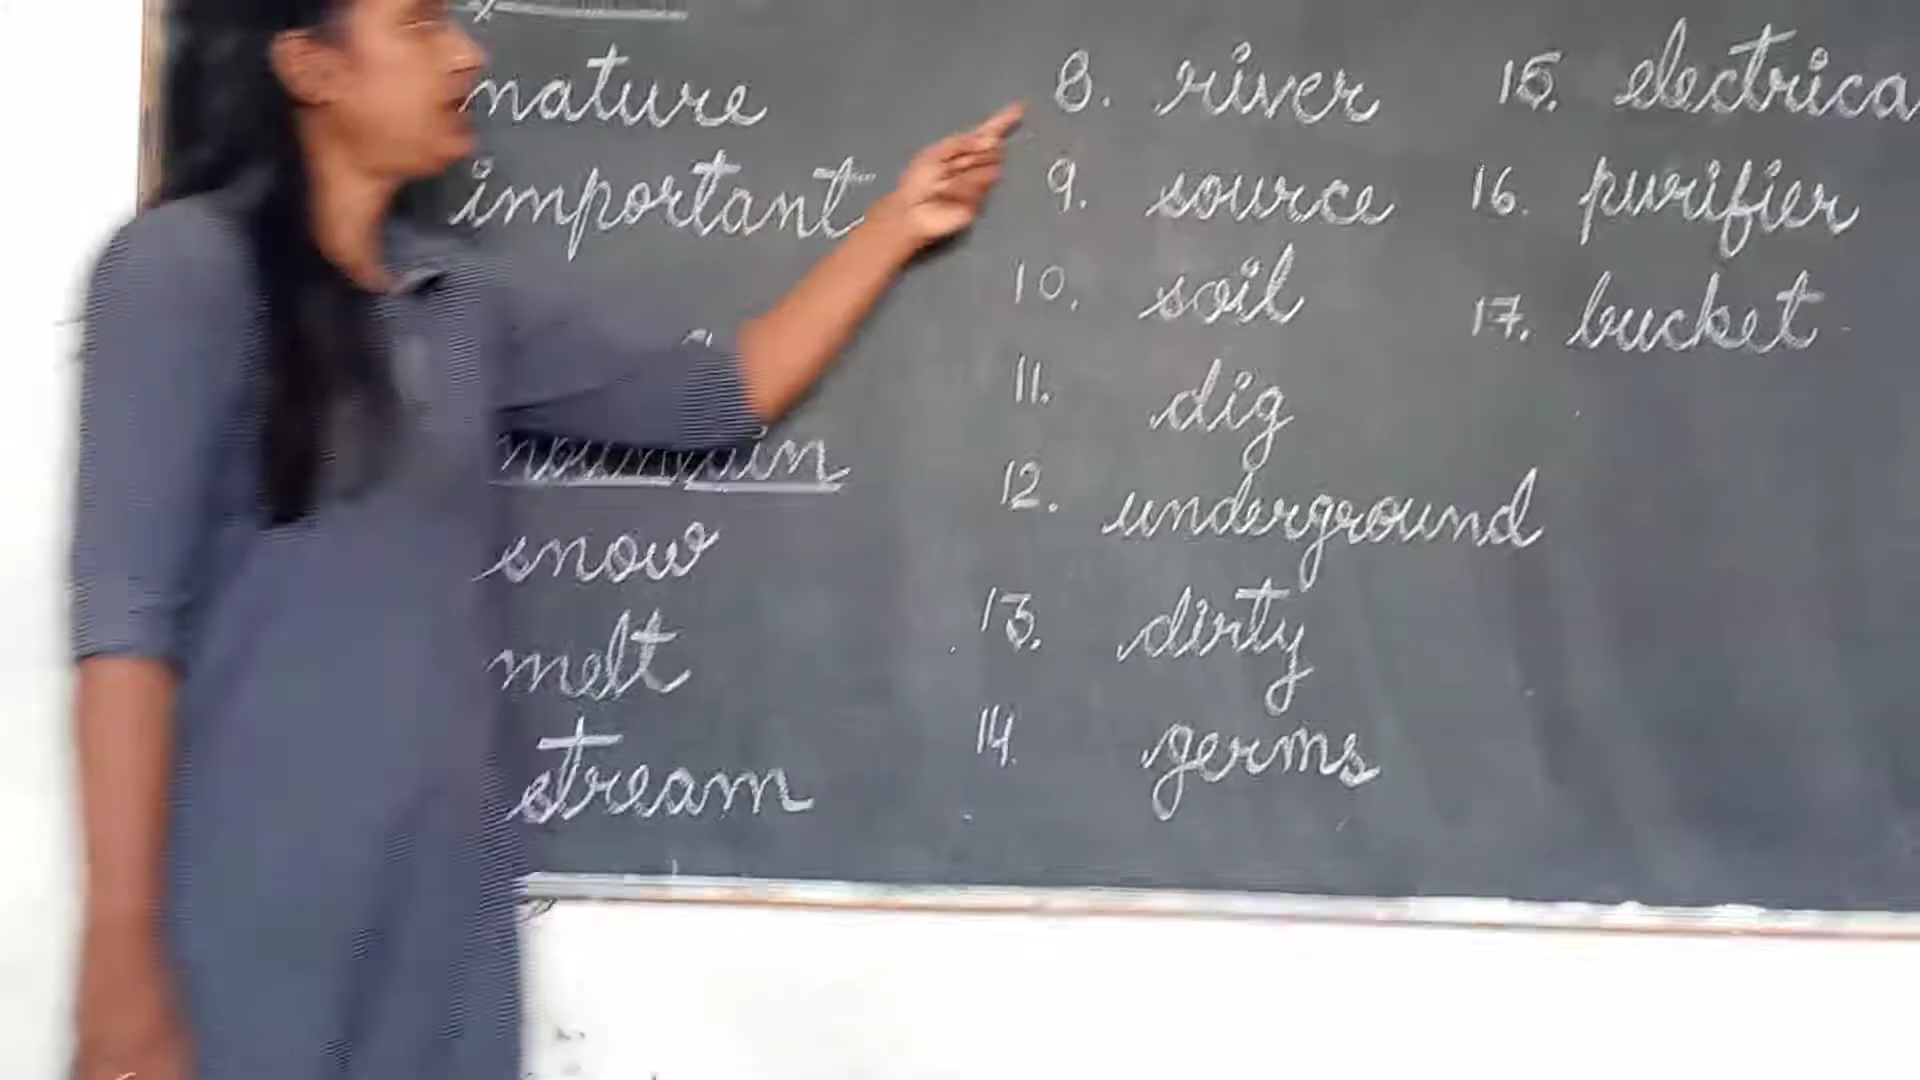 nature
important
mountain
snow
melt
stream
8. river
9. source
10. soil
11. dig
12. underground
13. dirty
14. germs
15. electrica
16. purifier
17. bucket